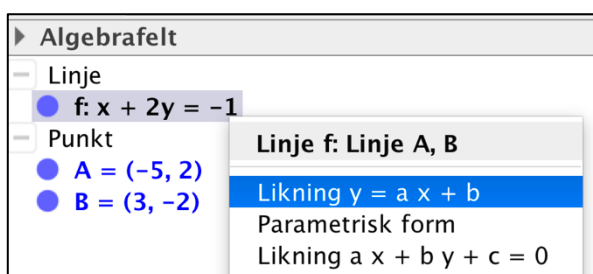 Algebrafelt
Linje
f: x + 2y = −1
Punkt
A = (−5, 2)
B = (3, −2)
Linje f: Linje A, B
Likning y = a x + b
Parametrisk form
Likning a x + b y + c = 0